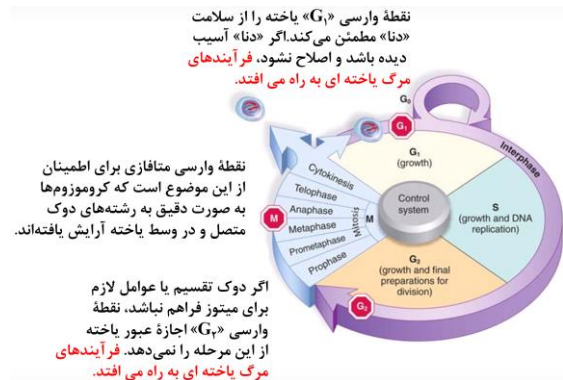 نقطهٔ وارسی «G۱» یاخته را از سلامت
«دنا» مطمئن می‌کند.اگر «دنا» آسیب
دیده باشد و اصلاح نشود، فرآیندهای
مرگ یاخته ای به راه می افتد.
نقطهٔ وارسی متافازی برای اطمینان
از این موضوع است که کروموزوم‌ها
به صورت دقیق به رشته‌های دوک
متصل و در وسط یاخته آرایش یافته‌اند.
اگر دوک تقسیم یا عوامل لازم
برای میتوز فراهم نباشد، نقطهٔ
وارسی «G۲» اجازهٔ عبور یاخته
از این مرحله را نمی‌دهد. فرآیندهای
مرگ یاخته ای به راه می افتد.
G0
G1
G1
(growth)
Interphase
S
(growth and DNA
replication)
Control
system
G2
(growth and final
preparations for
division)
G2
M
M
Mitosis
Cytokinesis
Telophase
Anaphase
Metaphase
Prometaphase
Prophase